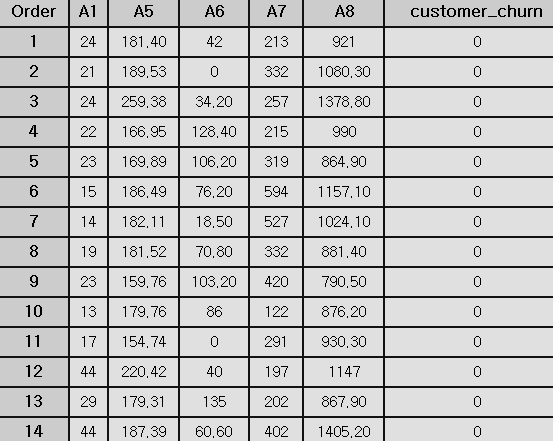 Order A1 A5 A6 A7 A8 customer_churn
1 24 181,40 42 213 921 0
2 21 189,53 0 332 1080,30 0
3 24 259,38 34,20 257 1378,80 0
4 22 166,95 128,40 215 990 0
5 23 169,89 106,20 319 864,90 0
6 15 186,49 76,20 594 1157,10 0
7 14 182,11 18,50 527 1024,10 0
8 19 181,52 70,80 332 881,40 0
9 23 159,76 103,20 420 790,50 0
10 13 179,76 86 122 876,20 0
11 17 154,74 0 291 930,30 0
12 44 220,42 40 197 1147 0
13 29 179,31 135 202 867,90 0
14 44 187,39 60,60 402 1405,20 0